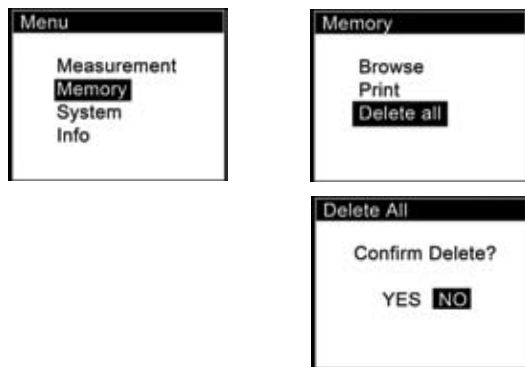 Menu
Measurement
Memory
System
Info
Memory
Browse
Print
Delete all
Delete All
Confirm Delete?
YES NO